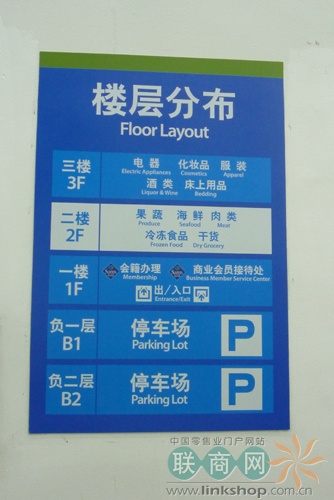 楼层分布
Floor Layout
三楼
3F
电器 化妆品 服装
Electric Appliances Cosmetics Apparel
酒类 床上用品
Liquor & Wine Bedding
二楼
2F
果蔬 海鲜 肉类
Produce Seafood Meat
冷冻食品 干货
Frozen Food Dry Grocery
一楼
1F
会籍办理 商业会员接待处
Membership Business Member Service Center
出/入口
Entrance/Exit
负一层
B1
停车场
Parking Lot
P
负二层
B2
停车场
Parking Lot
P
中国零售业门户网站
联商网
www.linkshop.com.cn